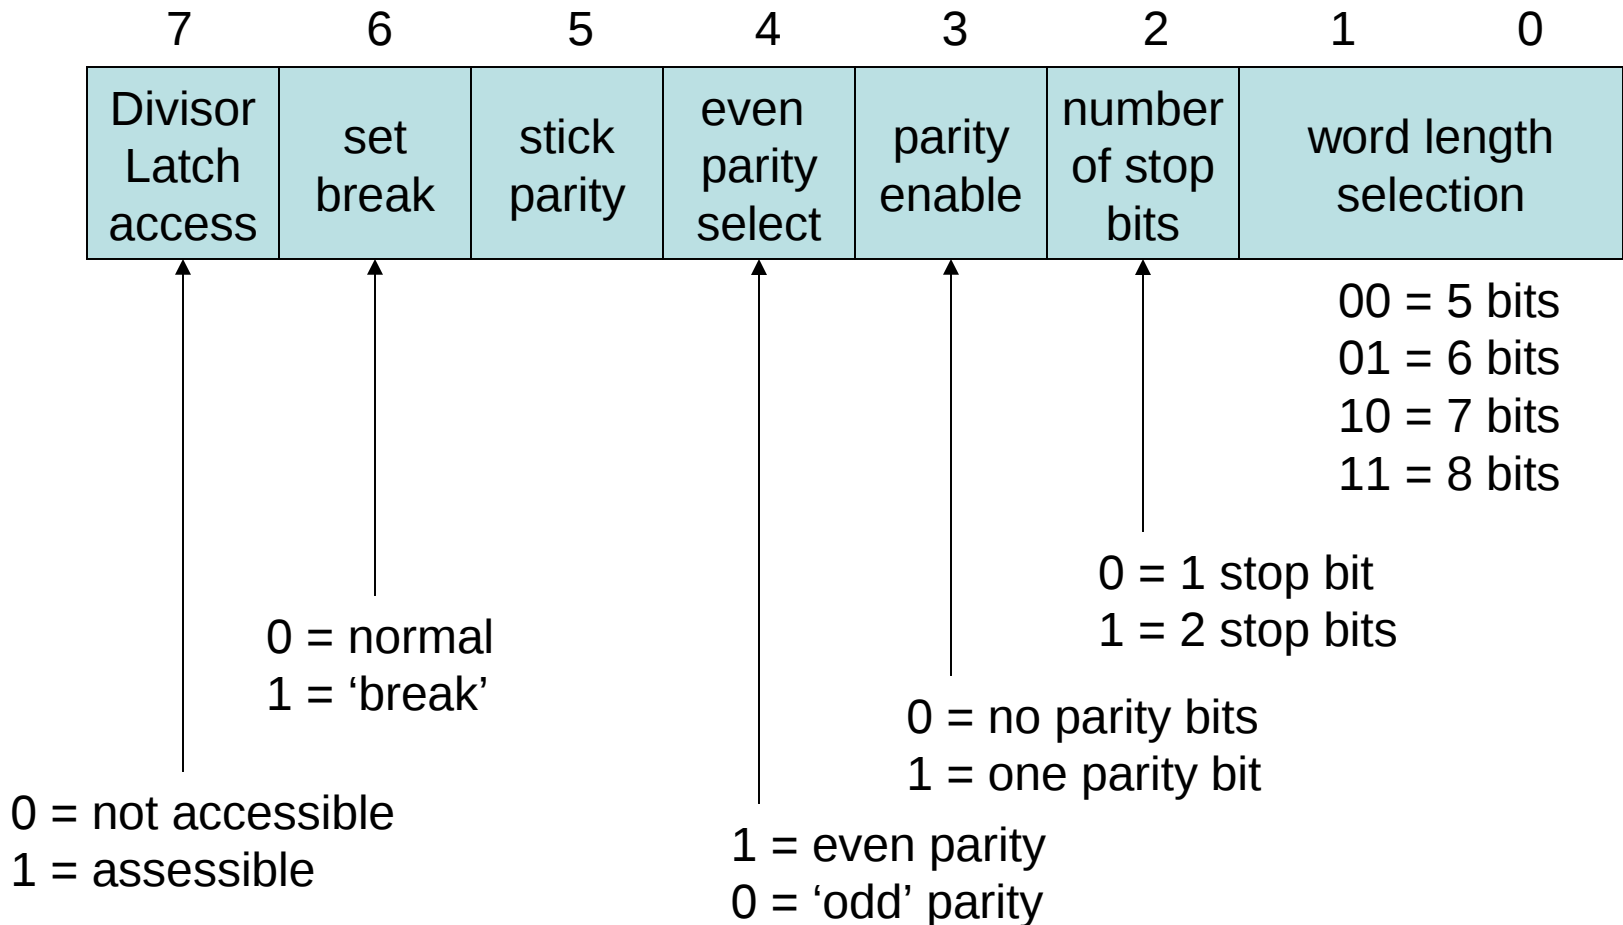 7 6 5 4 3 2 1 0
Divisor
Latch
access
set
break
stick
parity
even
parity
select
parity
enable
number
of stop
bits
word length
selection
00 = 5 bits
01 = 6 bits
10 = 7 bits
11 = 8 bits
0 = 1 stop bit
1 = 2 stop bits
0 = normal
1 = ‘break’
0 = no parity bits
1 = one parity bit
0 = not accessible
1 = assessible
1 = even parity
0 = ‘odd’ parity